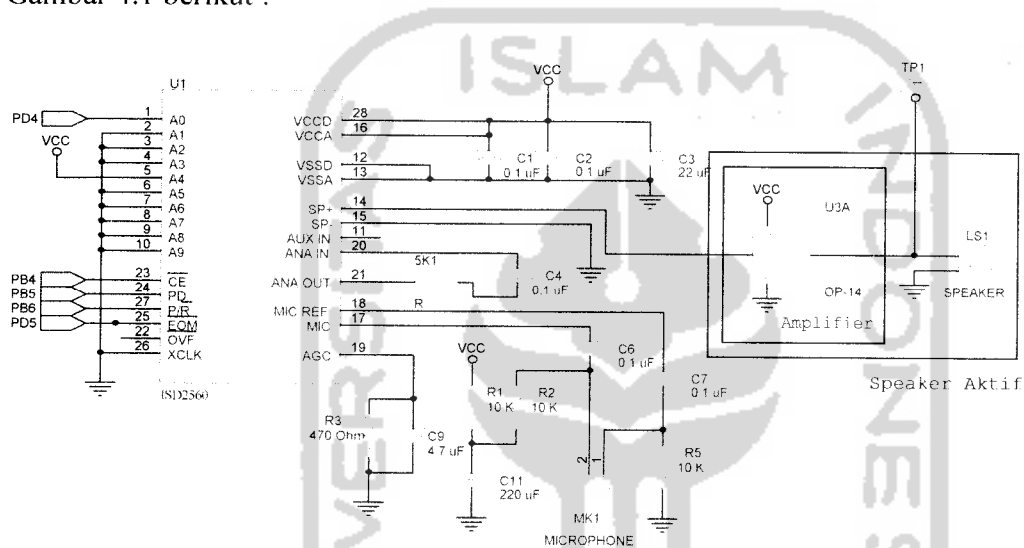 Gambar 4.1 berikut :
ISLAM
UNIVERSITAS
INDONESIA
U1
PD4
VCC
1 A0
2 A1
3 A2
4 A3
5 A4
6 A5
7 A6
8 A7
9 A8
10 A9
PB4
PB5
PB6
PD5
23 CE
24 PD
27 P/R
25 EOM
22 OVF
26 XCLK
ISD2560
VCCD 28
VCCA 16
VSSD 12
VSSA 13
SP+ 14
SP- 15
AUX IN 11
ANA IN 20
ANA OUT 21
MIC REF 18
MIC 17
AGC 19
VCC
C1
0.1 uF
C2
0.1 uF
C3
22 uF
5K1
R
C4
0.1 uF
R3
470 Ohm
C9
4.7 uF
VCC
R1
10 K
R2
10 K
C11
220 uF
C6
0.1 uF
C7
0.1 uF
R5
10 K
2 1
MK1
MICROPHONE
TP1
VCC
U3A
OP-14
Amplifier
LS1
SPEAKER
Speaker Aktif